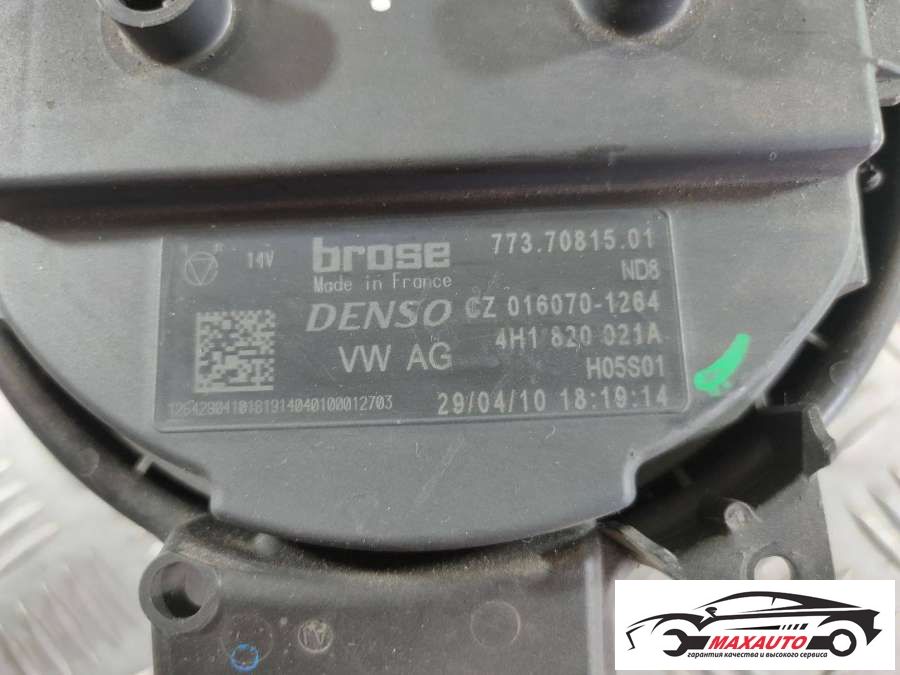 14V brose 773.70815.01
Made in France ND8
DENSO CZ 016070-1264
VW AG 4H1 820 021A
H05S01
1264290410181914040100012703 29/04/10 18:19:14
MAXAUTO
гарантия качества и высокого сервиса